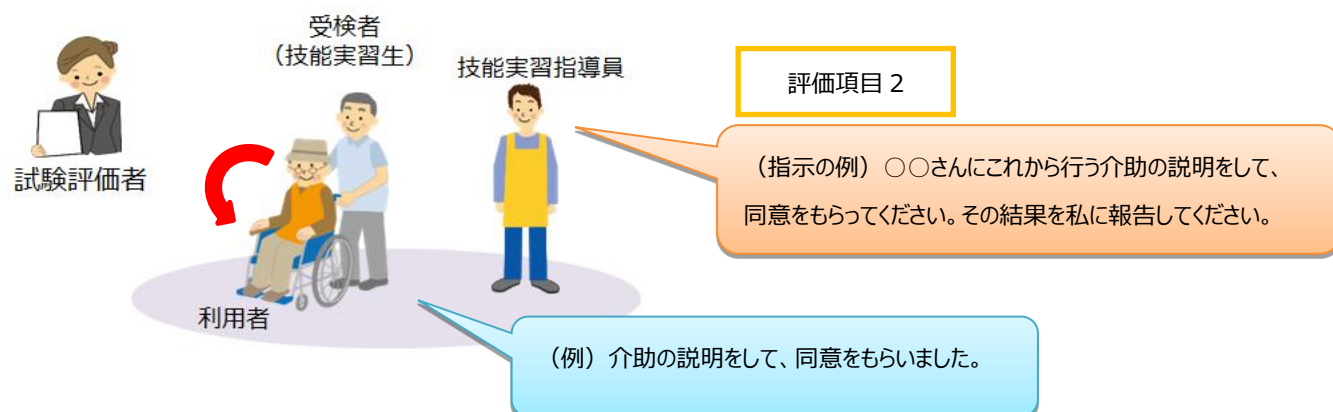 受検者
（技能実習生）
技能実習指導員
試験評価者
利用者
評価項目２
（指示の例）○○さんにこれから行う介助の説明をして、
同意をもらってください。その結果を私に報告してください。
（例）介助の説明をして、同意をもらいました。